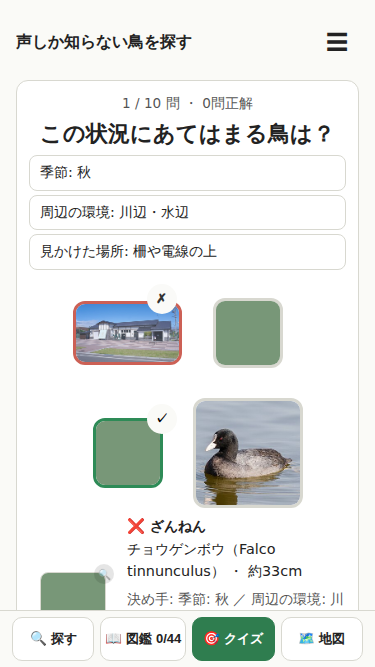 声しか知らない鳥を探す
1 / 10 問 ・ 0問正解
この状況にあてはまる鳥は？
季節: 秋
周辺の環境: 川辺・水辺
見かけた場所: 柵や電線の上
✗
✓
❌ ざんねん
チョウゲンボウ（Falco
tinnunculus） ・ 約33cm
決め手: 季節: 秋 ／ 周辺の環境: 川
🔍 探す
📖 図鑑 0/44
🎯 クイズ
🗺️ 地図